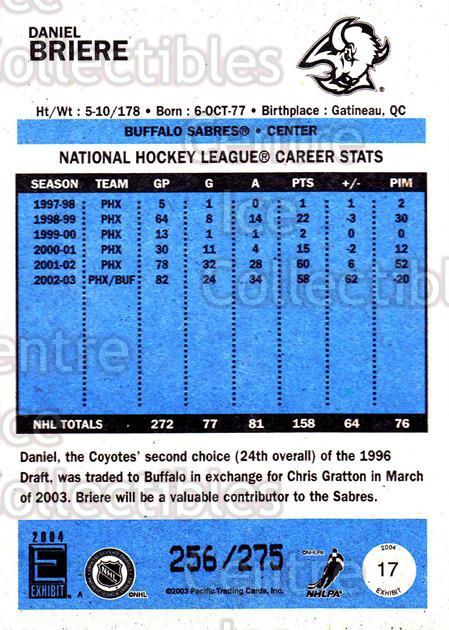 DANIEL
BRIERE
Ht/Wt : 5-10/178 • Born : 6-OCT-77 • Birthplace : Gatineau, QC
BUFFALO SABRES® • CENTER
NATIONAL HOCKEY LEAGUE® CAREER STATS
SEASON TEAM GP G A PTS +/- PIM
1997-98 PHX 5 1 0 1 1 2
1998-99 PHX 64 8 14 22 -3 30
1999-00 PHX 13 1 1 2 0 0
2000-01 PHX 30 11 4 15 -2 12
2001-02 PHX 78 32 28 60 6 52
2002-03 PHX/BUF 82 24 34 58 62 -20
NHL TOTALS 272 77 81 158 64 76
Daniel, the Coyotes' second choice (24th overall) of the 1996
Draft, was traded to Buffalo in exchange for Chris Gratton in March
of 2003. Briere will be a valuable contributor to the Sabres.
2004
E
EXHIBIT™
A
NHL
©NHL
256/275
©2003 Pacific Trading Cards, Inc.
©NHLPA
NHLPA™
2004
17
EXHIBIT
Ice
Centre
Collectibles